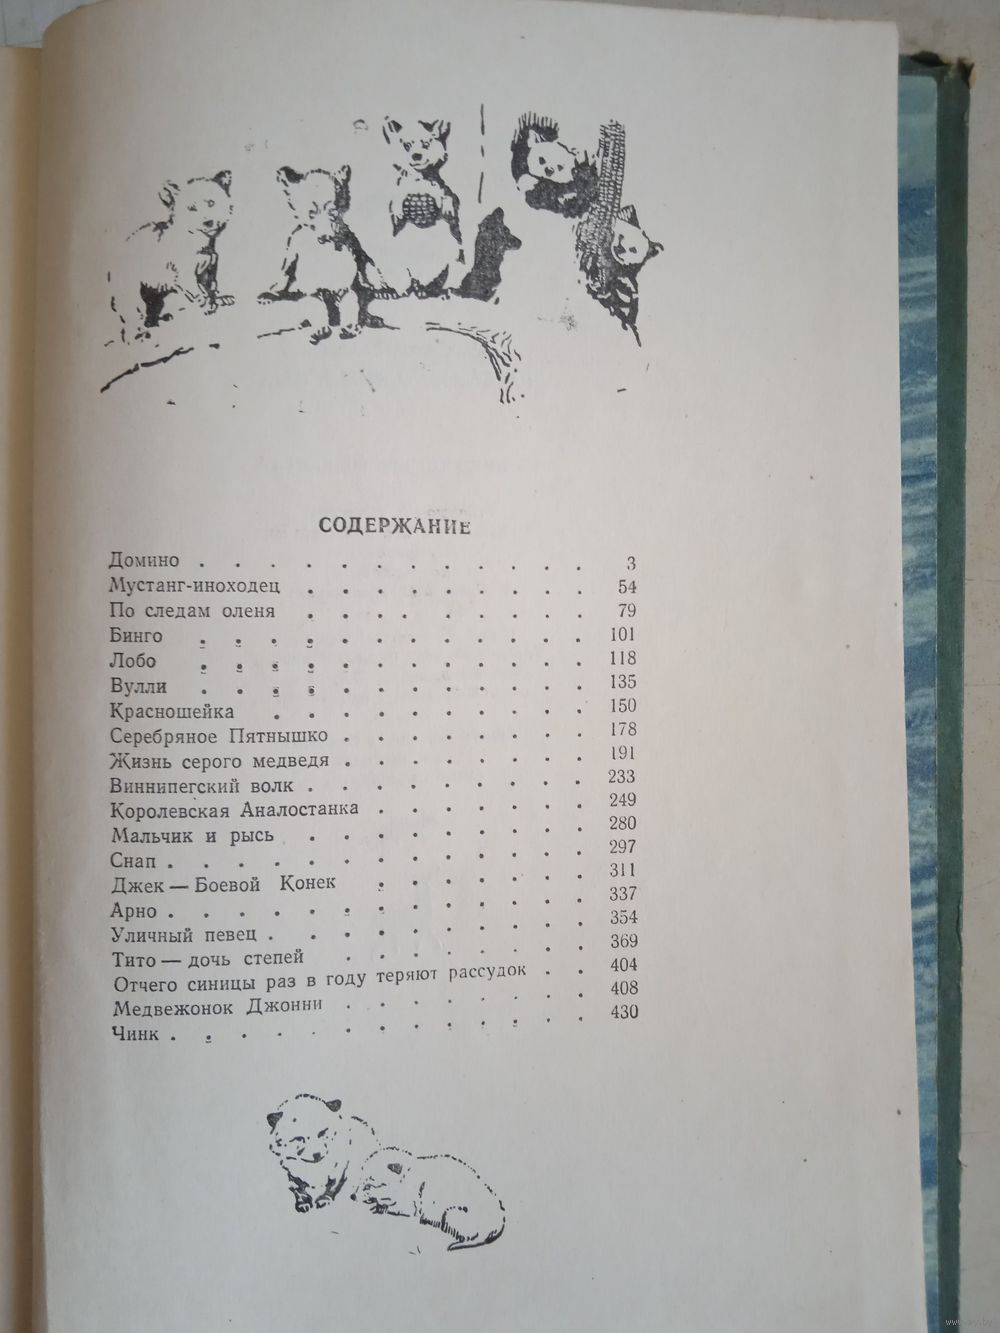 СОДЕРЖАНИЕ
Домино . . . . . . . . . . . . 3
Мустанг-иноходец . . . . . . . . 54
По следам оленя . . . . . . . . 79
Бинго . . . . . . . . . . . 101
Лобо . . . . . . . . . . . 118
Вулли . . . . . . . . . . . 135
Красношейка . . . . . . . . . 150
Серебряное Пятнышко . . . . . . . 178
Жизнь серого медведя . . . . . . . 191
Виннипегский волк . . . . . . . . 233
Королевская Аналостанка . . . . . . 249
Мальчик и рысь . . . . . . . . 280
Снап . . . . . . . . . . . . 297
Джек — Боевой Конек . . . . . . 311
Арно . . . . . . . . . . . . 337
Уличный певец . . . . . . . . . 354
Тито — дочь степей . . . . . . . 369
Отчего синицы раз в году теряют рассудок . . 404
Медвежонок Джонни . . . . . . . 408
Чинк . . . . . . . . . . . . 430